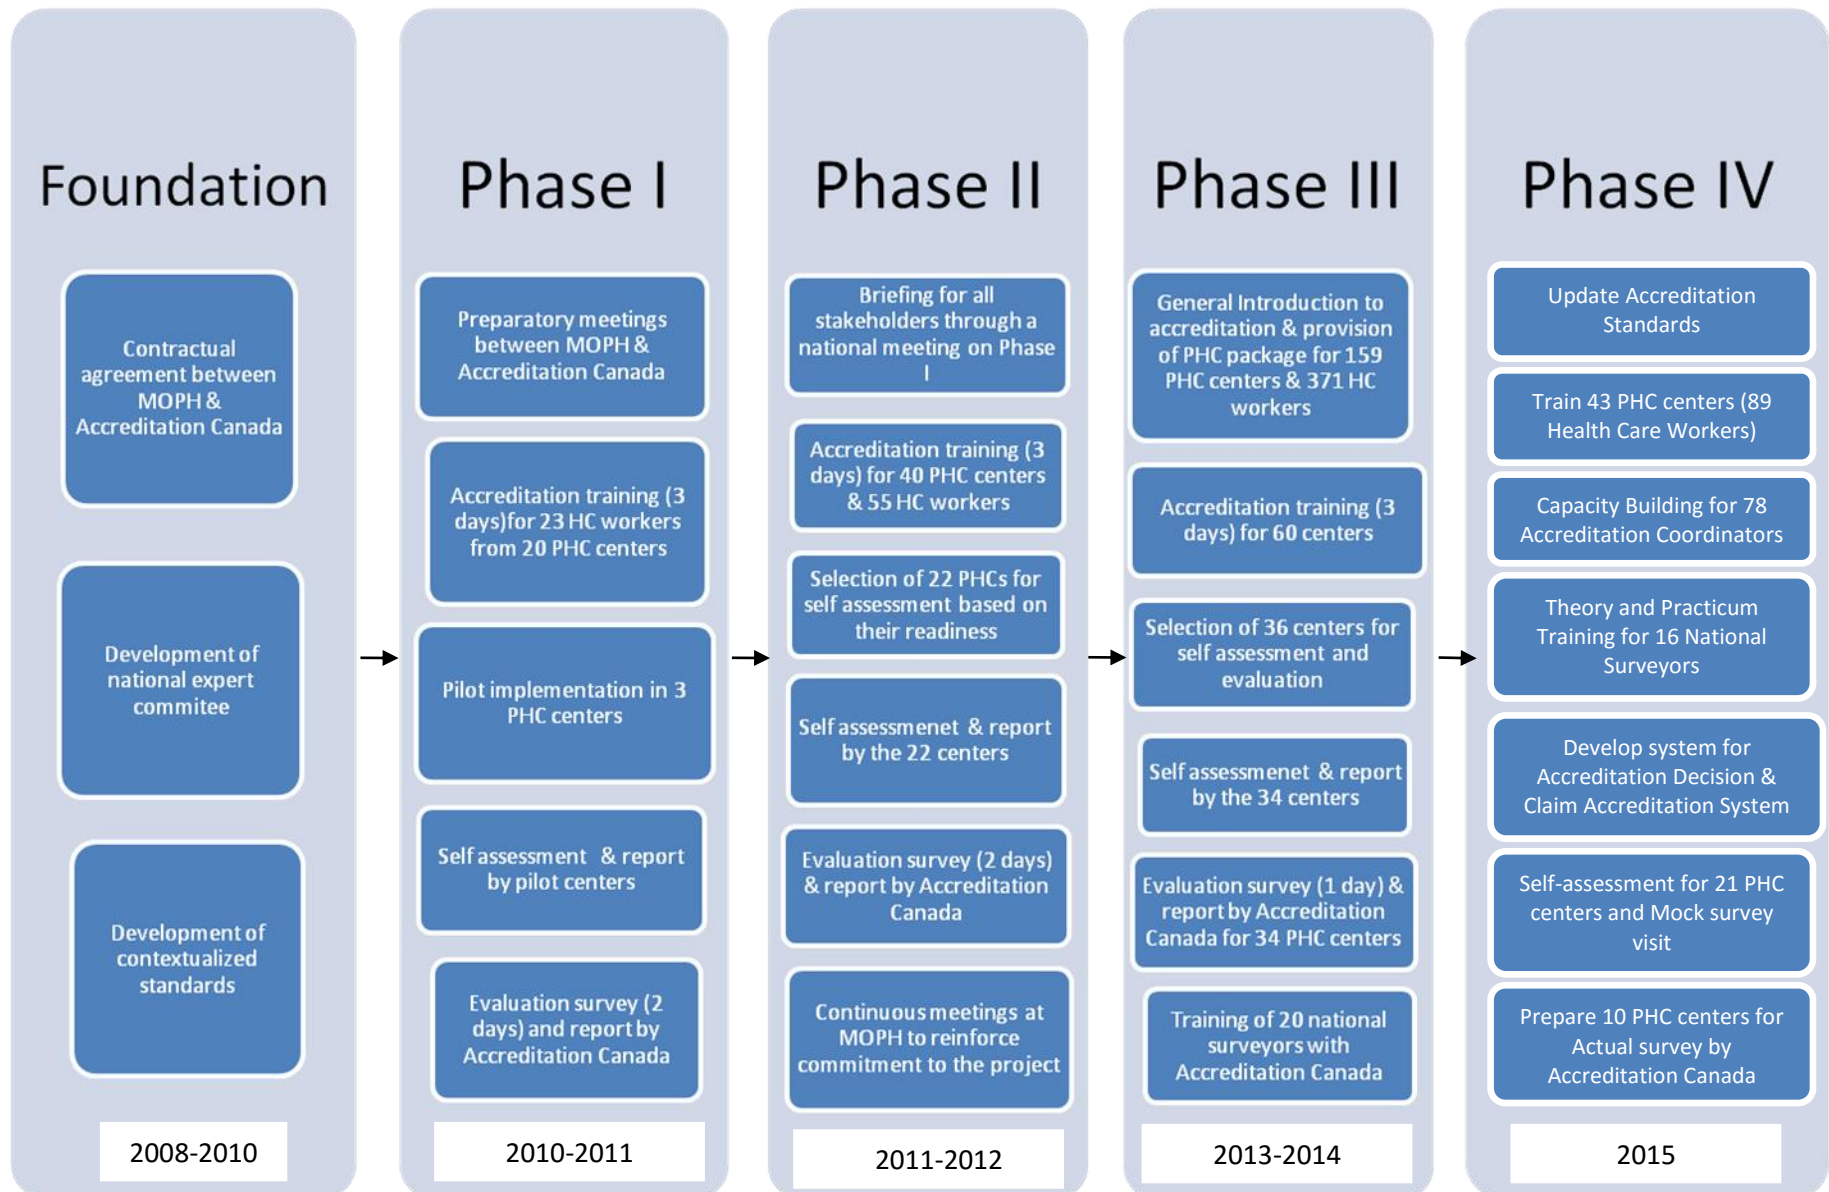 Foundation
Contractual
agreement between
MOPH &
Accreditation Canada
Development of
national expert
commitee
Development of
contextualized
standards
2008-2010
Phase I
Preparatory meetings
between MOPH &
Accreditation Canada
Accreditation training (3
days)for 23 HC workers
from 20 PHC centers
Pilot implementation in 3
PHC centers
Self assessment & report
by pilot centers
Evaluation survey (2
days) and report by
Accreditation Canada
2010-2011
Phase II
Briefing for all
stakeholders through a
national meeting on Phase
I
Accreditation training (3
days) for 40 PHC centers
& 55 HC workers
Selection of 22 PHCs for
self assessment based on
their readiness
Self assessmenet & report
by the 22 centers
Evaluation survey (2 days)
& report by Accreditation
Canada
Continuous meetings at
MOPH to reinforce
commitment to the project
2011-2012
Phase III
General Introduction to
accreditation & provision
of PHC package for 159
PHC centers & 371 HC
workers
Accreditation training (3
days) for 60 centers
Selection of 36 centers for
self assessment and
evaluation
Self assessmenet & report
by the 34 centers
Evaluation survey (1 day) &
report by Accreditation
Canada for 34 PHC centers
Training of 20 national
surveyors with
Accreditation Canada
2013-2014
Phase IV
Update Accreditation
Standards
Train 43 PHC centers (89
Health Care Workers)
Capacity Building for 78
Accreditation Coordinators
Theory and Practicum
Training for 16 National
Surveyors
Develop system for
Accreditation Decision &
Claim Accreditation System
Self-assessment for 21 PHC
centers and Mock survey
visit
Prepare 10 PHC centers for
Actual survey by
Accreditation Canada
2015